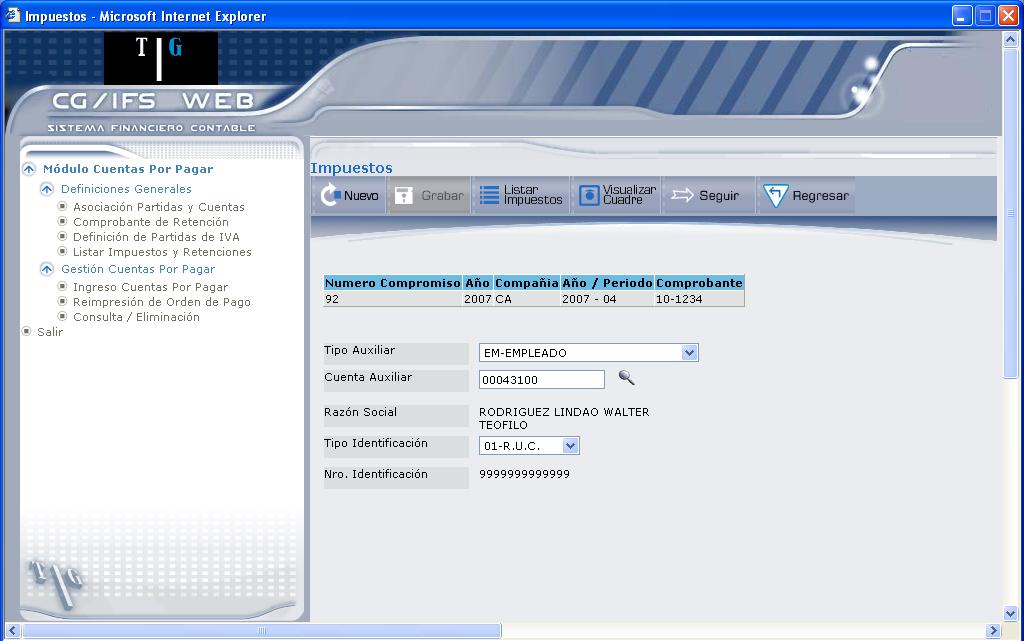 Impuestos - Microsoft Internet Explorer
T G
CG/IFS WEB
SISTEMA FINANCIERO CONTABLE
Módulo Cuentas Por Pagar
Definiciones Generales
Asociación Partidas y Cuentas
Comprobante de Retención
Definición de Partidas de IVA
Listar Impuestos y Retenciones
Gestión Cuentas Por Pagar
Ingreso Cuentas Por Pagar
Reimpresión de Orden de Pago
Consulta / Eliminación
Salir
TG
Impuestos
Nuevo Grabar Listar Impuestos Visualizar Cuadre Seguir Regresar
Numero Compromiso Año Compañia Año / Periodo Comprobante
92 2007 CA 2007 - 04 10-1234
Tipo Auxiliar EM-EMPLEADO
Cuenta Auxiliar 00043100
Razón Social RODRIGUEZ LINDAO WALTER
TEOFILO
Tipo Identificación 01-R.U.C.
Nro. Identificación 9999999999999